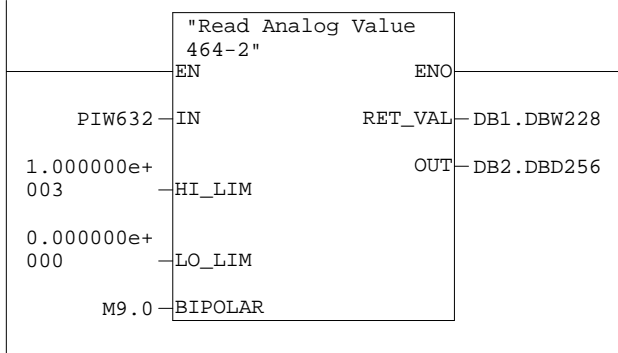 "Read Analog Value
464-2"
EN ENO
PIW632 IN RET_VAL DB1.DBW228
1.000000e+
003 HI_LIM OUT DB2.DBD256
0.000000e+
000 LO_LIM
M9.0 BIPOLAR